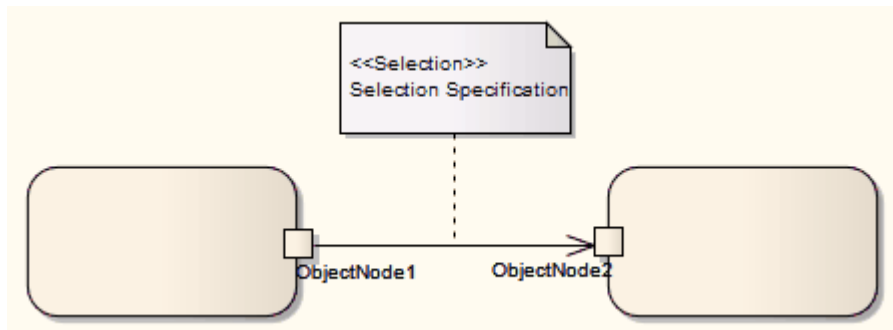 <<Selection>>
Selection Specification
ObjectNode1
ObjectNode2